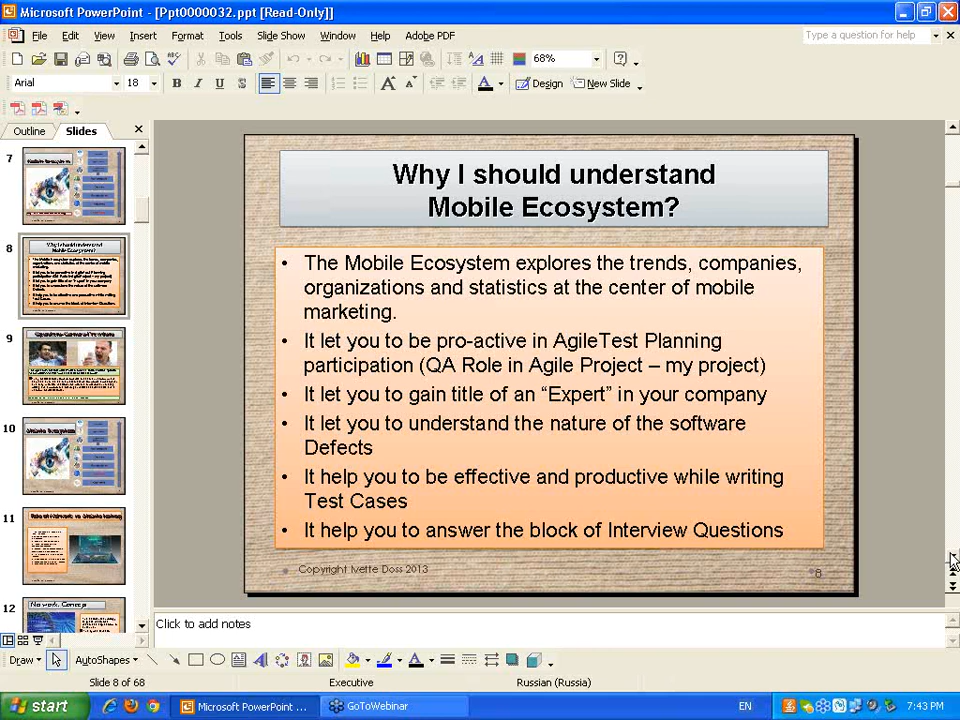 Microsoft PowerPoint - [Ppt0000032.ppt [Read-Only]]
File Edit View Insert Format Tools Slide Show Window Help Adobe PDF
Type a question for help
68%
Arial 18 B I U S A Design New Slide
Outline Slides
7
8
9
10
11
12
Why I should understand
Mobile Ecosystem?
• The Mobile Ecosystem explores the trends, companies,
organizations and statistics at the center of mobile
marketing.
• It let you to be pro-active in AgileTest Planning
participation (QA Role in Agile Project – my project)
• It let you to gain title of an “Expert” in your company
• It let you to understand the nature of the software
Defects
• It help you to be effective and productive while writing
Test Cases
• It help you to answer the block of Interview Questions
Copyright Ivette Doss 2013
8
Click to add notes
Draw AutoShapes
Slide 8 of 68 Executive Russian (Russia)
start Microsoft PowerPoint ... GoToWebinar EN 7:43 PM